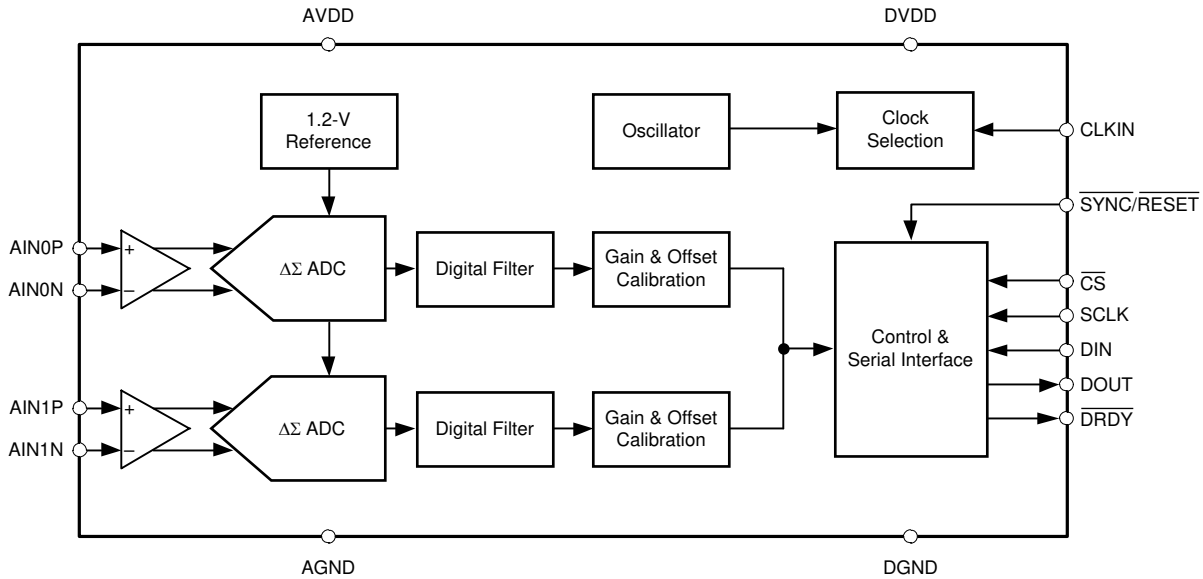 AVDD
DVDD
1.2-V
Reference
Oscillator
Clock
Selection
CLKIN
SYNC/RESET
AIN0P
+
ΔΣ ADC
Digital Filter
Gain & Offset
Calibration
AIN0N
−
CS
SCLK
Control &
Serial Interface
DIN
DOUT
DRDY
AIN1P
+
ΔΣ ADC
Digital Filter
Gain & Offset
Calibration
AIN1N
−
AGND
DGND